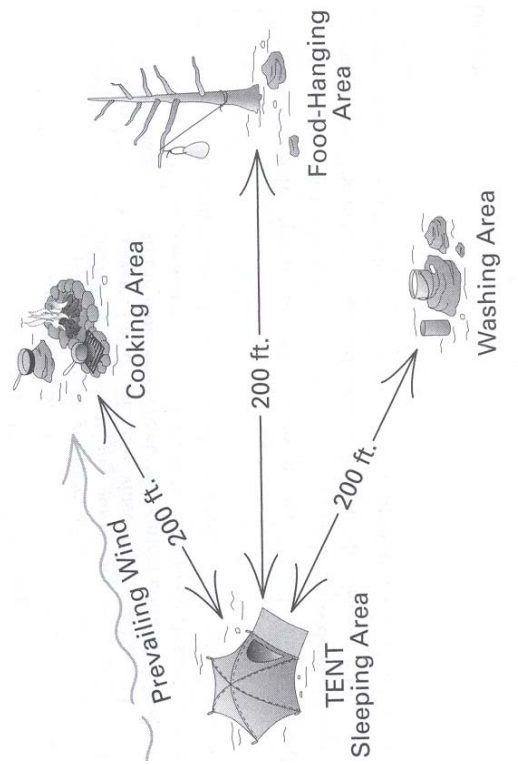 Prevailing Wind
Cooking Area
Food-Hanging
Area
200 ft.
200 ft.
200 ft.
TENT
Sleeping Area
Washing Area